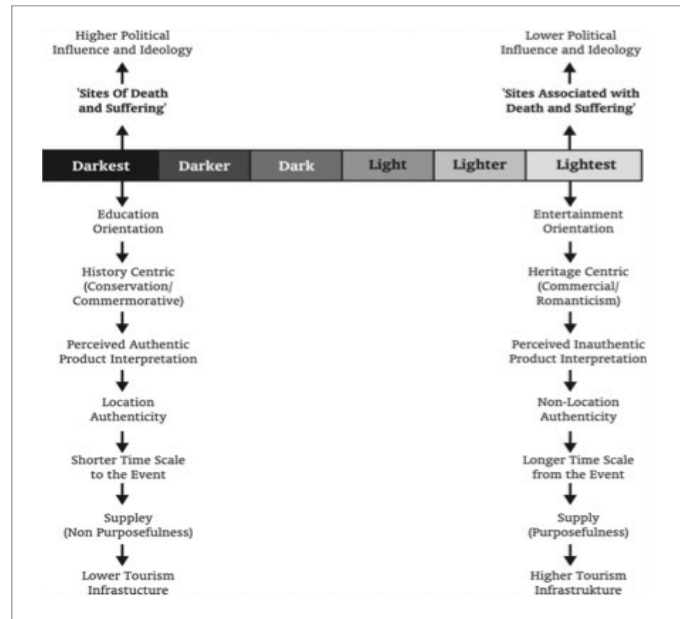 Higher Political
Influence and Ideology
'Sites Of Death
and Suffering'
Lower Political
Influence and Ideology
'Sites Associated with
Death and Suffering'
Darkest Darker Dark Light Lighter Lightest
Education
Orientation
History Centric
(Conservation/
Commermorative)
Perceived Authentic
Product Interpretation
Location
Authenticity
Shorter Time Scale
to the Event
Suppley
(Non Purposefulness)
Lower Tourism
Infrastucture
Entertainment
Orientation
Heritage Centric
(Commercial/
Romanticism)
Perceived Inauthentic
Product Interpretation
Non-Location
Authenticity
Longer Time Scale
from the Event
Supply
(Purposefulness)
Higher Tourism
Infrastrukture